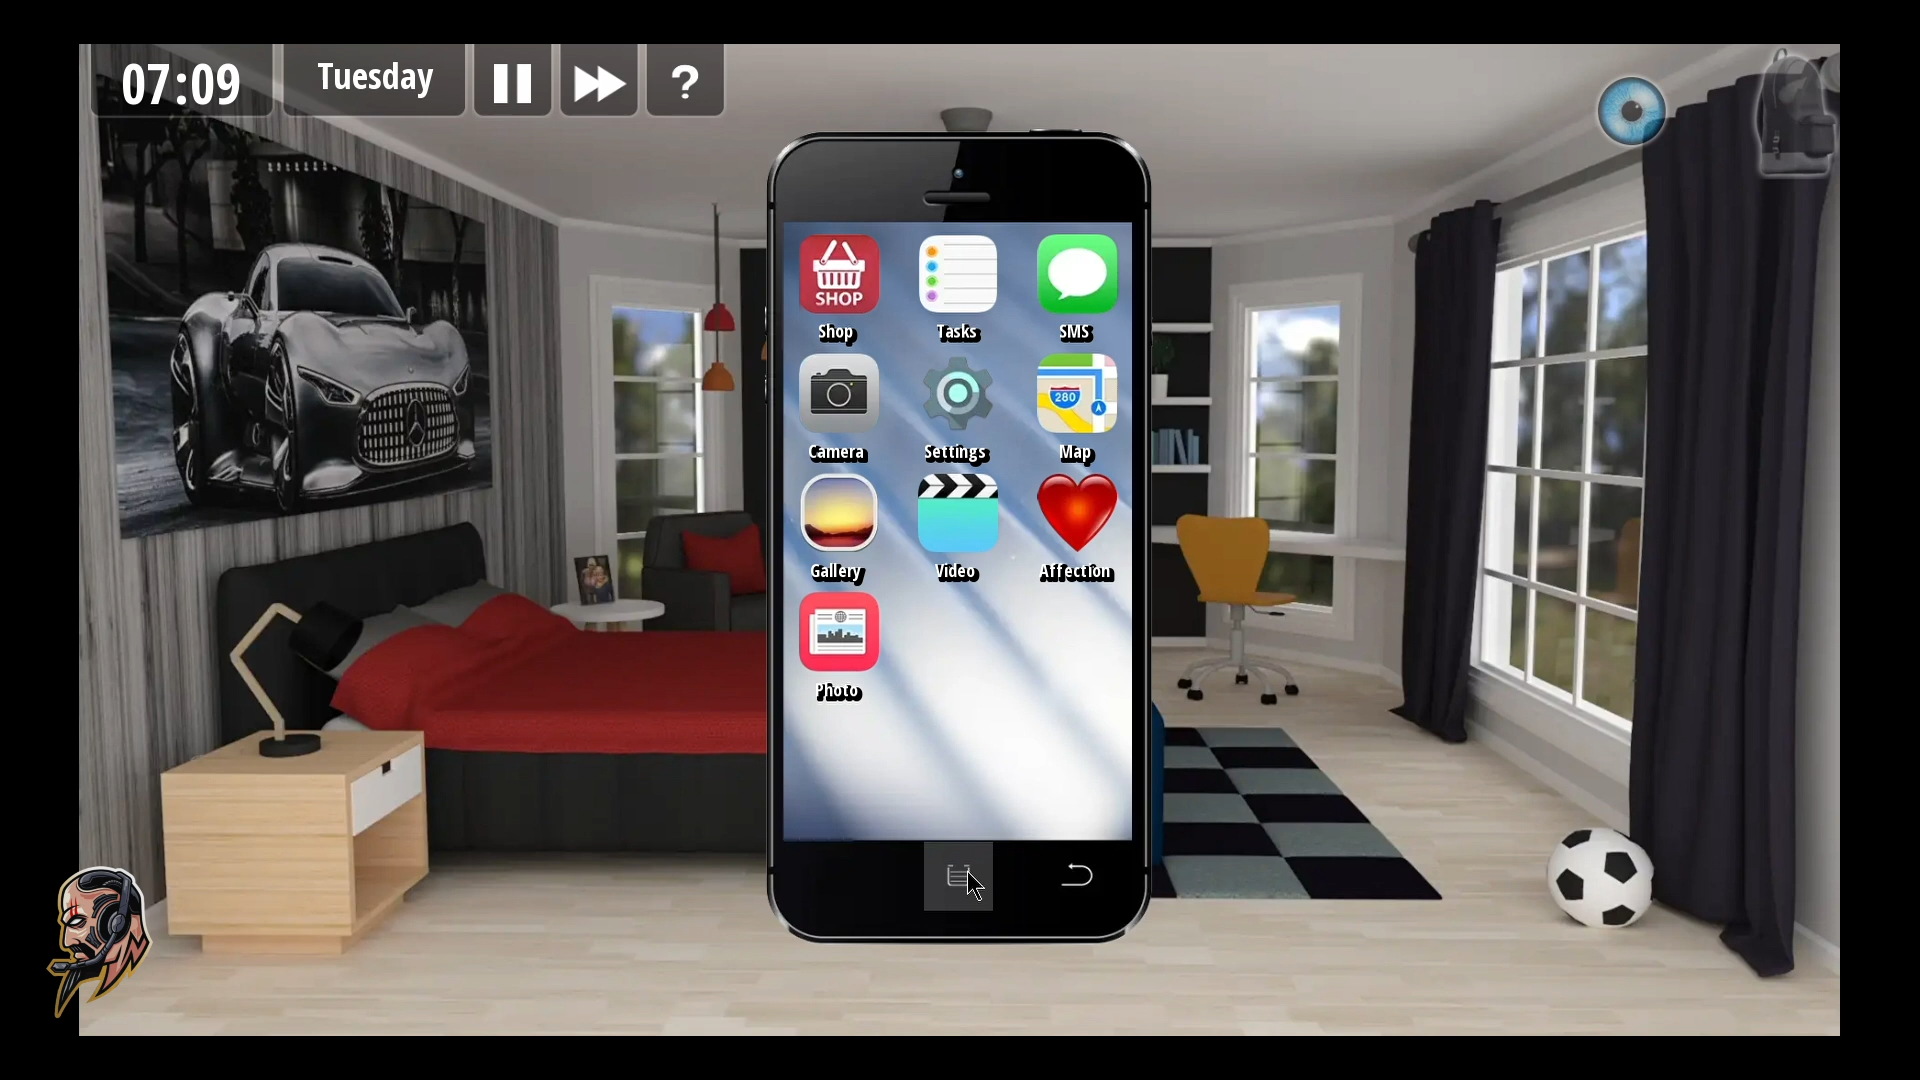 07:09
Tuesday
?
SHOP
Shop
Tasks
SMS
Camera
Settings
280
Map
Gallery
Video
Affection
Photo